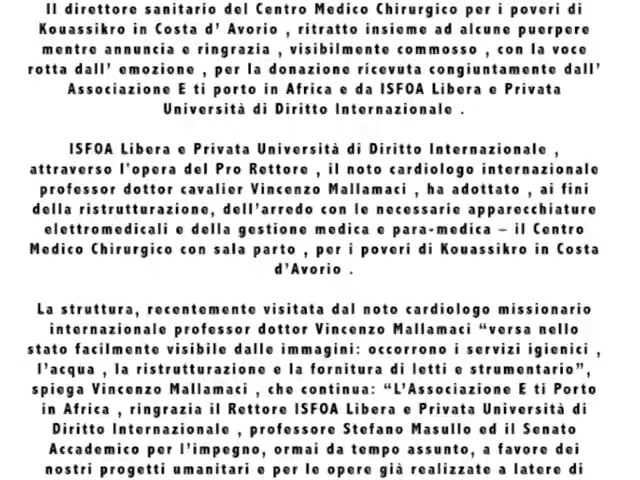 Il direttore sanitario del Centro Medico Chirurgico per i poveri di
Kouassikro in Costa d' Avorio , ritratto insieme ad alcune puerpere
mentre annuncia e ringrazia , visibilmente commosso , con la voce
rotta dall' emozione , per la donazione ricevuta congiuntamente dall'
Associazione E ti porto in Africa e da ISFOA Libera e Privata
Università di Diritto Internazionale .
ISFOA Libera e Privata Università di Diritto Internazionale ,
attraverso l'opera del Pro Rettore , il noto cardiologo internazionale
professor dottor cavalier Vincenzo Mallamaci , ha adottato , ai fini
della ristrutturazione, dell'arredo con le necessarie apparecchiature
elettromedicali e della gestione medica e para-medica – il Centro
Medico Chirurgico con sala parto , per i poveri di Kouassikro in Costa
d'Avorio .
La struttura, recentemente visitata dal noto cardiologo missionario
internazionale professor dottor Vincenzo Mallamaci “versa nello
stato facilmente visibile dalle immagini: occorrono i servizi igienici ,
l'acqua , la ristrutturazione e la fornitura di letti e strumentario”,
spiega Vincenzo Mallamaci , che continua: “L'Associazione E ti Porto
in Africa , ringrazia il Rettore ISFOA Libera e Privata Università di
Diritto Internazionale , professore Stefano Masullo ed il Senato
Accademico per l'impegno, ormai da tempo assunto, a favore dei
nostri progetti umanitari e per le opere già realizzate a latere di